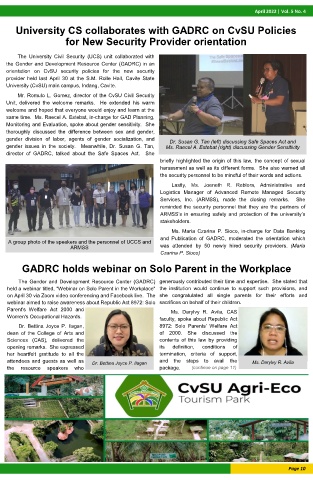 April 2022 | Vol. 5 No. 4
University CS collaborates with GADRC on CvSU Policies
for New Security Provider orientation
The University Civil Security (UCS) unit collaborated with
the Gender and Development Resource Center (GADRC) in an
orientation on CvSU security policies for the new security
provider held last April 30 at the S.M. Rolle Hall, Cavite State
University (CvSU) main campus, Indang, Cavite.
Mr. Romulo L. Gomez, director of the CvSU Civil Security
Unit, delivered the welcome remarks. He extended his warm
welcome and hoped that everyone would enjoy and learn at the
same time. Ms. Rascel A. Estebat, in-charge for GAD Planning,
Monitoring and Evaluation, spoke about gender sensitivity. She
thoroughly discussed the difference between sex and gender,
gender division of labor, agents of gender socialization, and
gender issues in the society. Meanwhile, Dr. Susan G. Tan,
director of GADRC, talked about the Safe Spaces Act. She
Dr. Susan G. Tan (left) discussing Safe Spaces Act and
Ms. Rascel A. Estebat (right) discussing Gender Sensitivity
briefly highlighted the origin of this law, the concept of sexual
harassment as well as its different forms. She also warned all
the security personnel to be mindful of their words and actions.
Lastly, Ms. Jeaneth R. Robiors, Administrative and
Logistics Manager of Advanced Remote Managed Security
Services, Inc. (ARMSS), made the closing remarks. She
reminded the security personnel that they are the partners of
ARMSS's in ensuring safety and protection of the university's
stakeholders.
Ms. Maria Czarina P. Sioco, in-charge for Data Banking
and Publication of GADRC, moderated the orientation which
was attended by 50 newly hired security providers. (Maria
Czarina P. Sioco)
A group photo of the speakers and the personnel of UCCS and
ARMSS
GADRC holds webinar on Solo Parent in the Workplace
The Gender and Development Resource Center (GADRC)
held a webinar titled, "Webinar on Solo Parent in the Workplace"
on April 30 via Zoom video conferencing and Facebook live. The
webinar aimed to raise awareness about Republic Act 8972: Solo
Parent's Welfare Act 2000 and
Women's Occupational Hazards.
Dr. Bettina Joyce P. Ilagan,
dean of the College of Arts and
Sciences (CAS), delivered the
opening remarks. She expressed
her heartfelt gratitude to all the
attendees and guests as well as
the resource speakers who
Dr. Bettina Joyce P. Ilagan
generously contributed their time and expertise. She stated that
the institution would continue to support such provisions, and
she congratulated all single parents for their efforts and
sacrifices on behalf of their children.
Ms. Darylyn R. Avila, CAS
faculty, spoke about Republic Act
8972: Solo Parents' Welfare Act
of 2000. She discussed the
contents of this law by providing
its definition, conditions of
termination, criteria of support,
and the steps to avail the
package. (continue on page 11)
Ms. Darylyn R. Avila
CvSU Agri-Eco
Tourism Park
Page 10